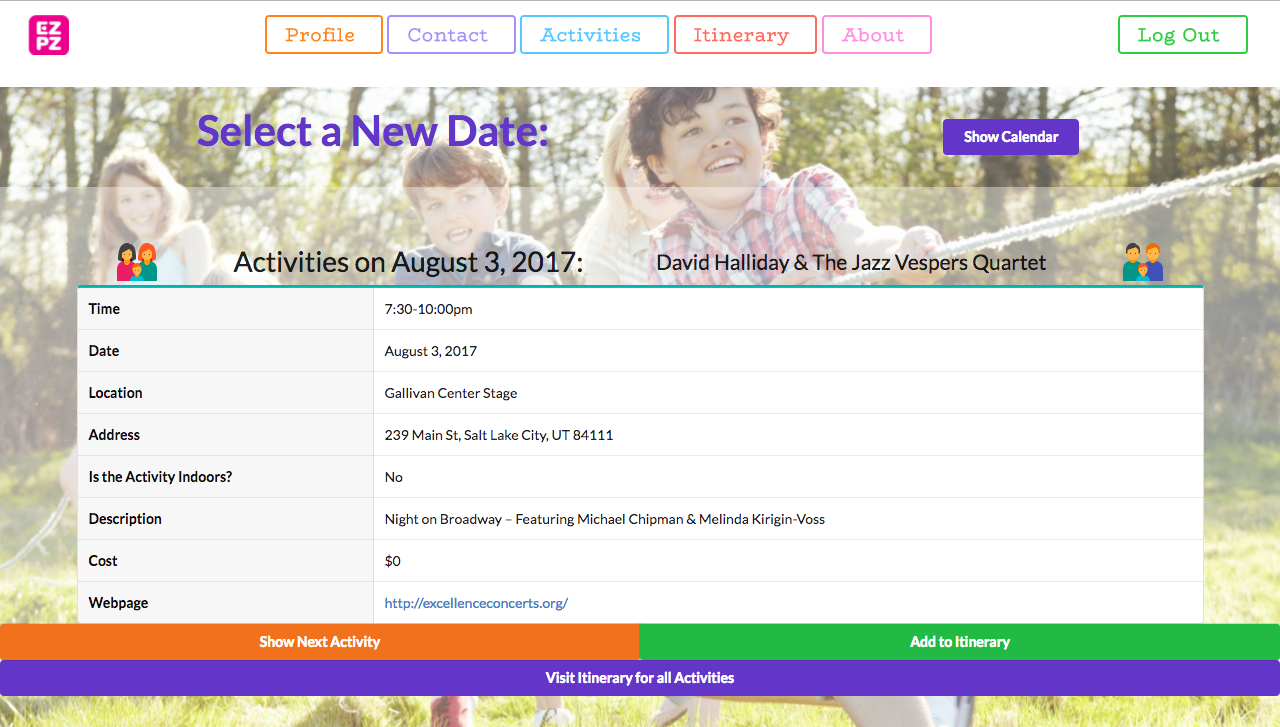 EZ
PZ
Profile
Contact
Activities
Itinerary
About
Log Out
Select a New Date:
Show Calendar
Activities on August 3, 2017:
David Halliday & The Jazz Vespers Quartet
Time 7:30-10:00pm
Date August 3, 2017
Location Gallivan Center Stage
Address 239 Main St, Salt Lake City, UT 84111
Is the Activity Indoors? No
Description Night on Broadway – Featuring Michael Chipman & Melinda Kirigin-Voss
Cost $0
Webpage http://excellenceconcerts.org/
Show Next Activity
Add to Itinerary
Visit Itinerary for all Activities